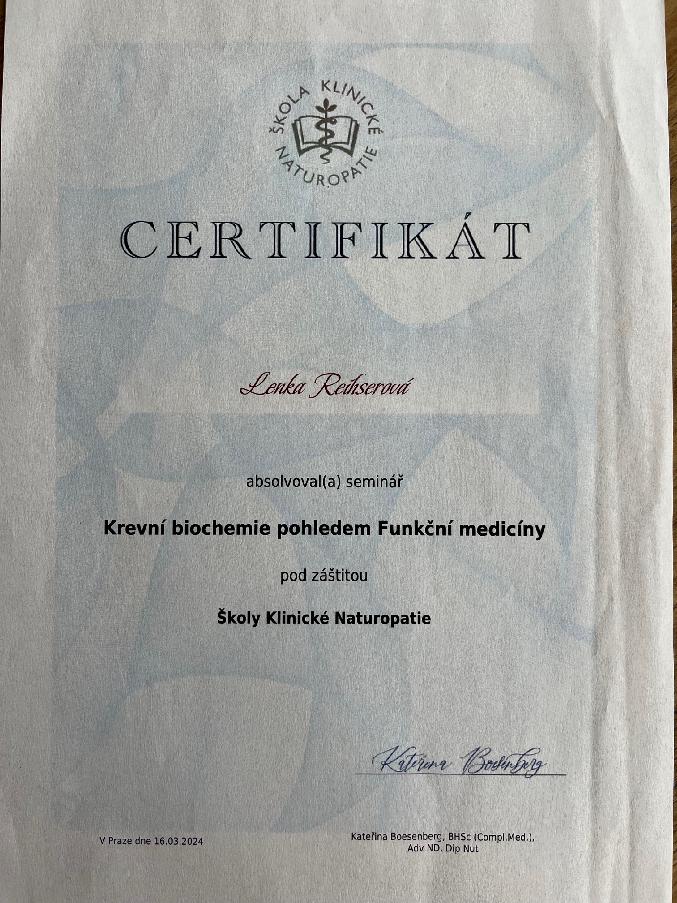 ŠKOLA KLINICKÉ NATUROPATIE
CERTIFIKÁT
Lenka Rechserová
absolvoval(a) seminář
Krevní biochemie pohledem Funkční medicíny
pod záštitou
Školy Klinické Naturopatie
Kateřina Boesenberg
V Praze dne 16.03 2024
Kateřina Boesenberg, BHSc (Compl.Med.),
Adv ND, Dip Nut